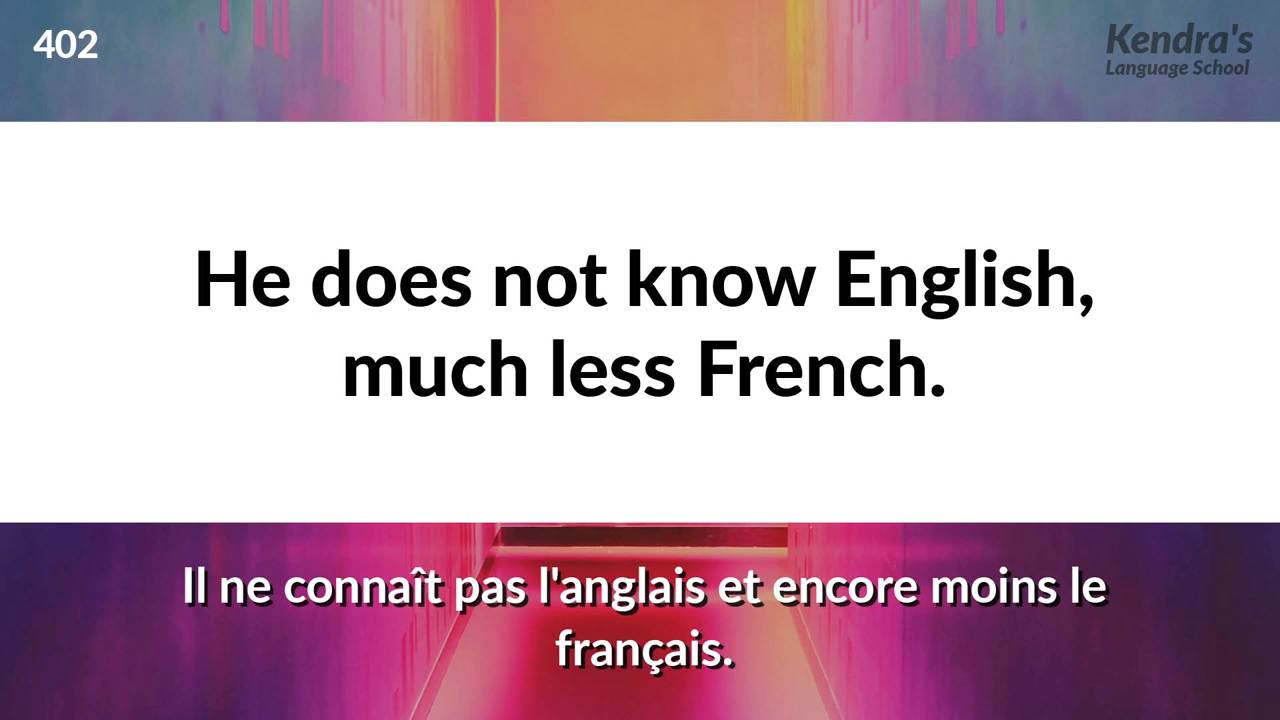 402
Kendra's
Language School
He does not know English,
much less French.
Il ne connaît pas l'anglais et encore moins le
français.